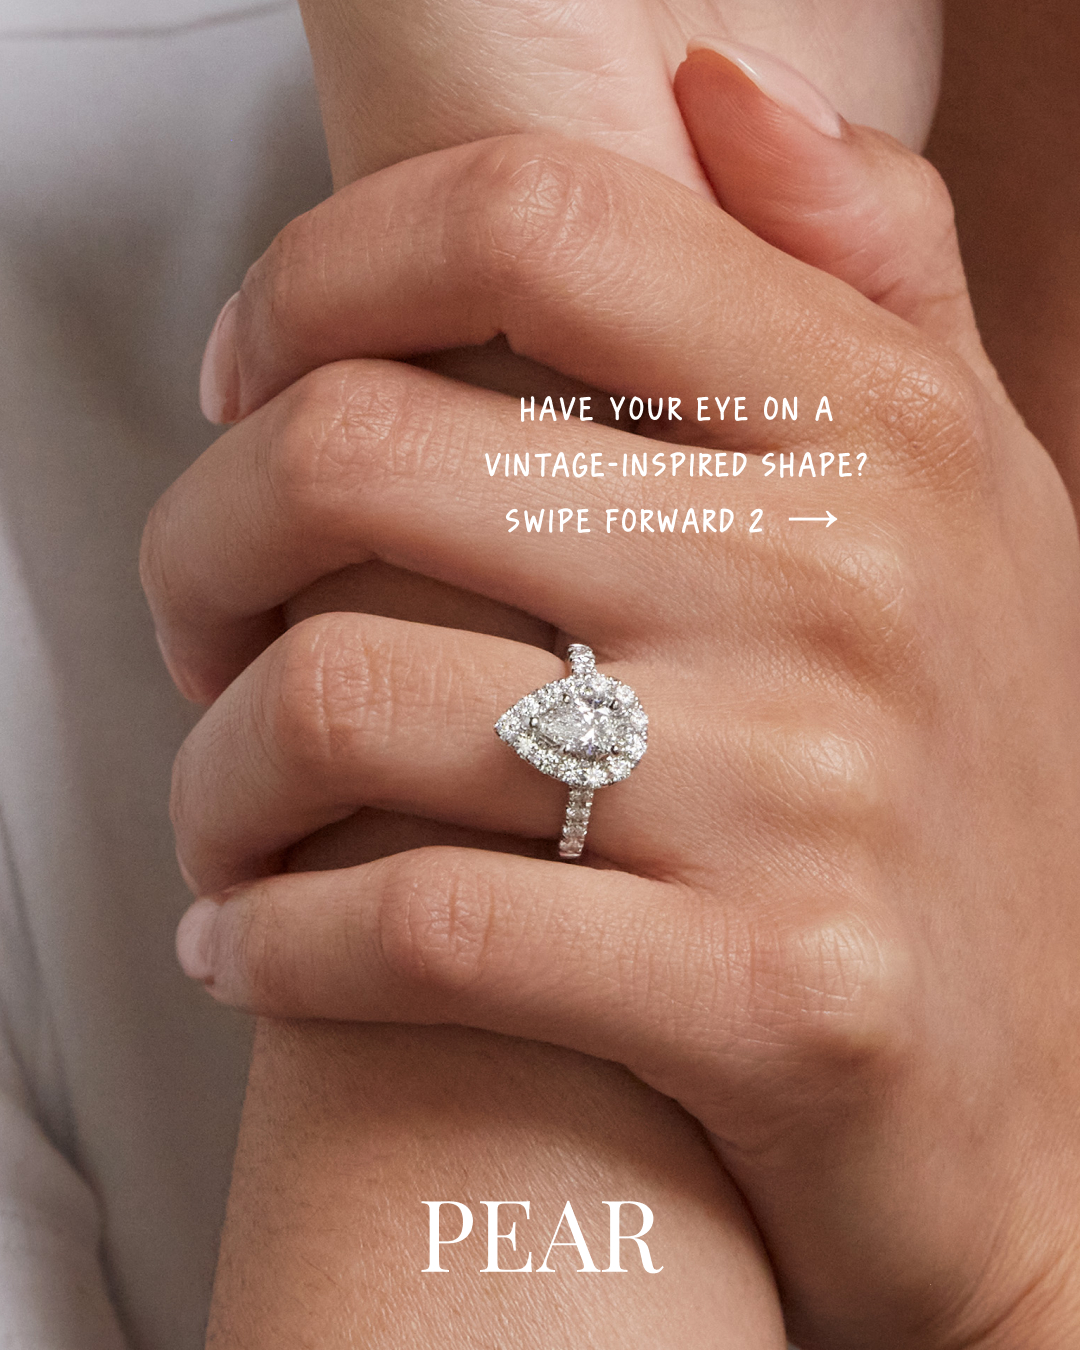 HAVE YOUR EYE ON A
VINTAGE-INSPIRED SHAPE?
SWIPE FORWARD 2 →
PEAR